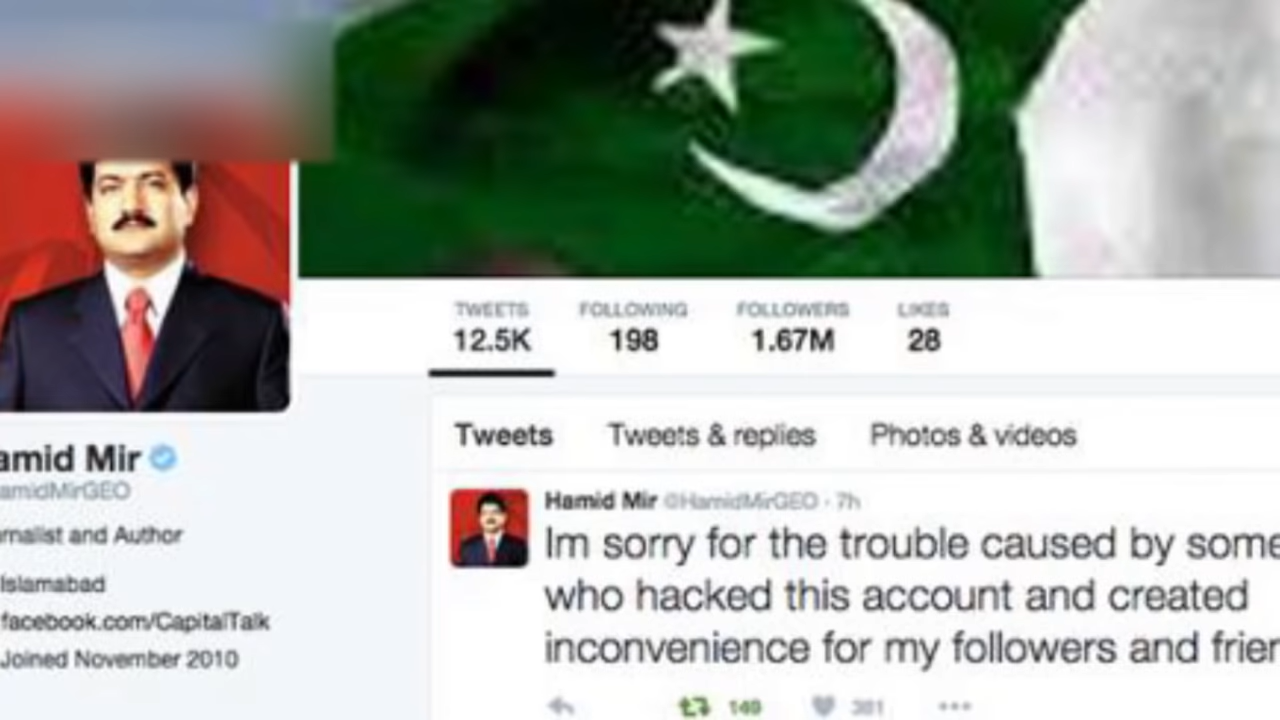 TWEETS FOLLOWING FOLLOWERS LIKES
12.5K 198 1.67M 28
amid Mir
amidMirGEO
rnalist and Author
Islamabad
facebook.com/CapitalTalk
Joined November 2010
Tweets Tweets & replies Photos & videos
Hamid Mir @HamidMirGEO · 7h
Im sorry for the trouble caused by some
who hacked this account and created
inconvenience for my followers and frien
149 381